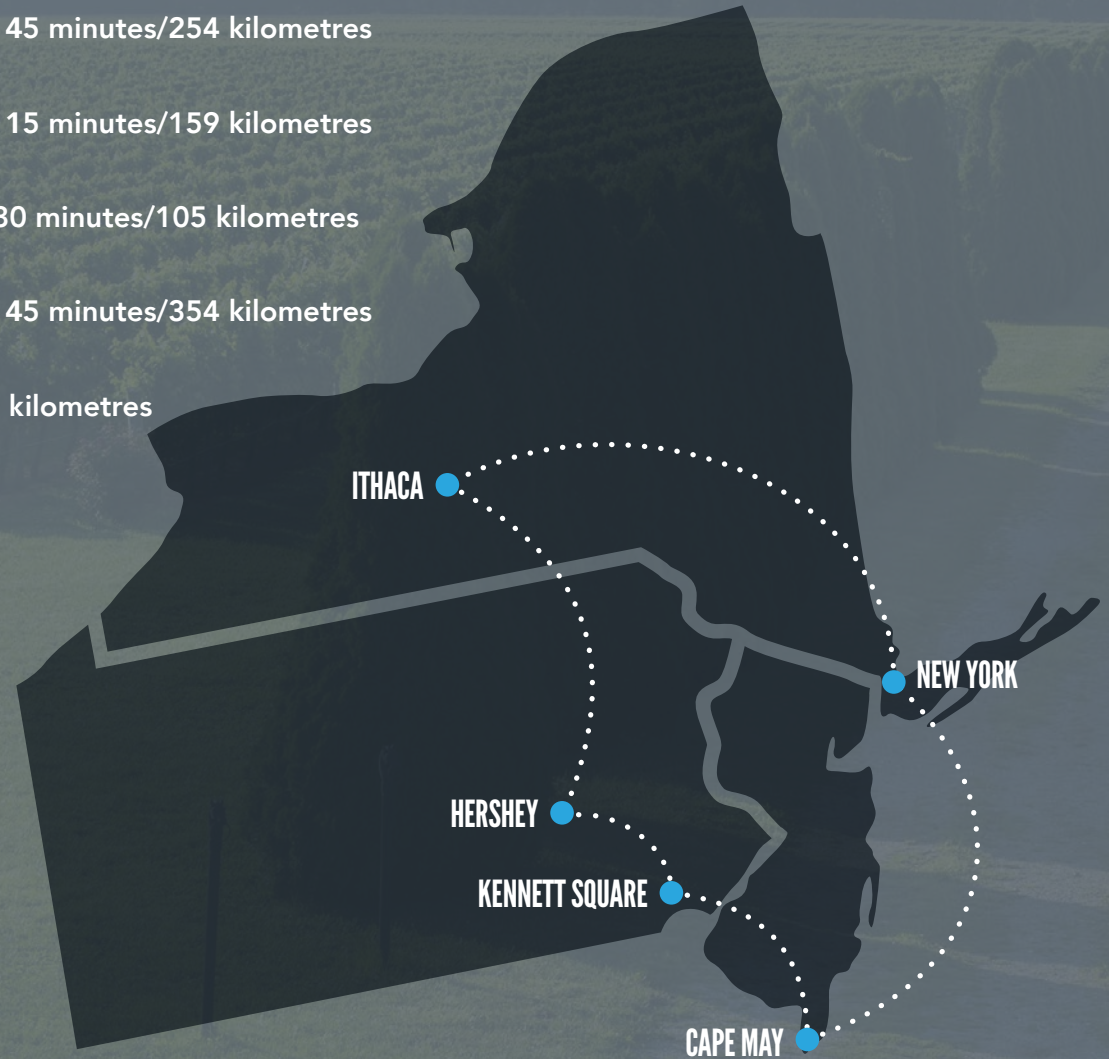 45 minutes/254 kilometres
15 minutes/159 kilometres
30 minutes/105 kilometres
45 minutes/354 kilometres
kilometres
ITHACA
NEW YORK
HERSHEY
KENNETT SQUARE
CAPE MAY